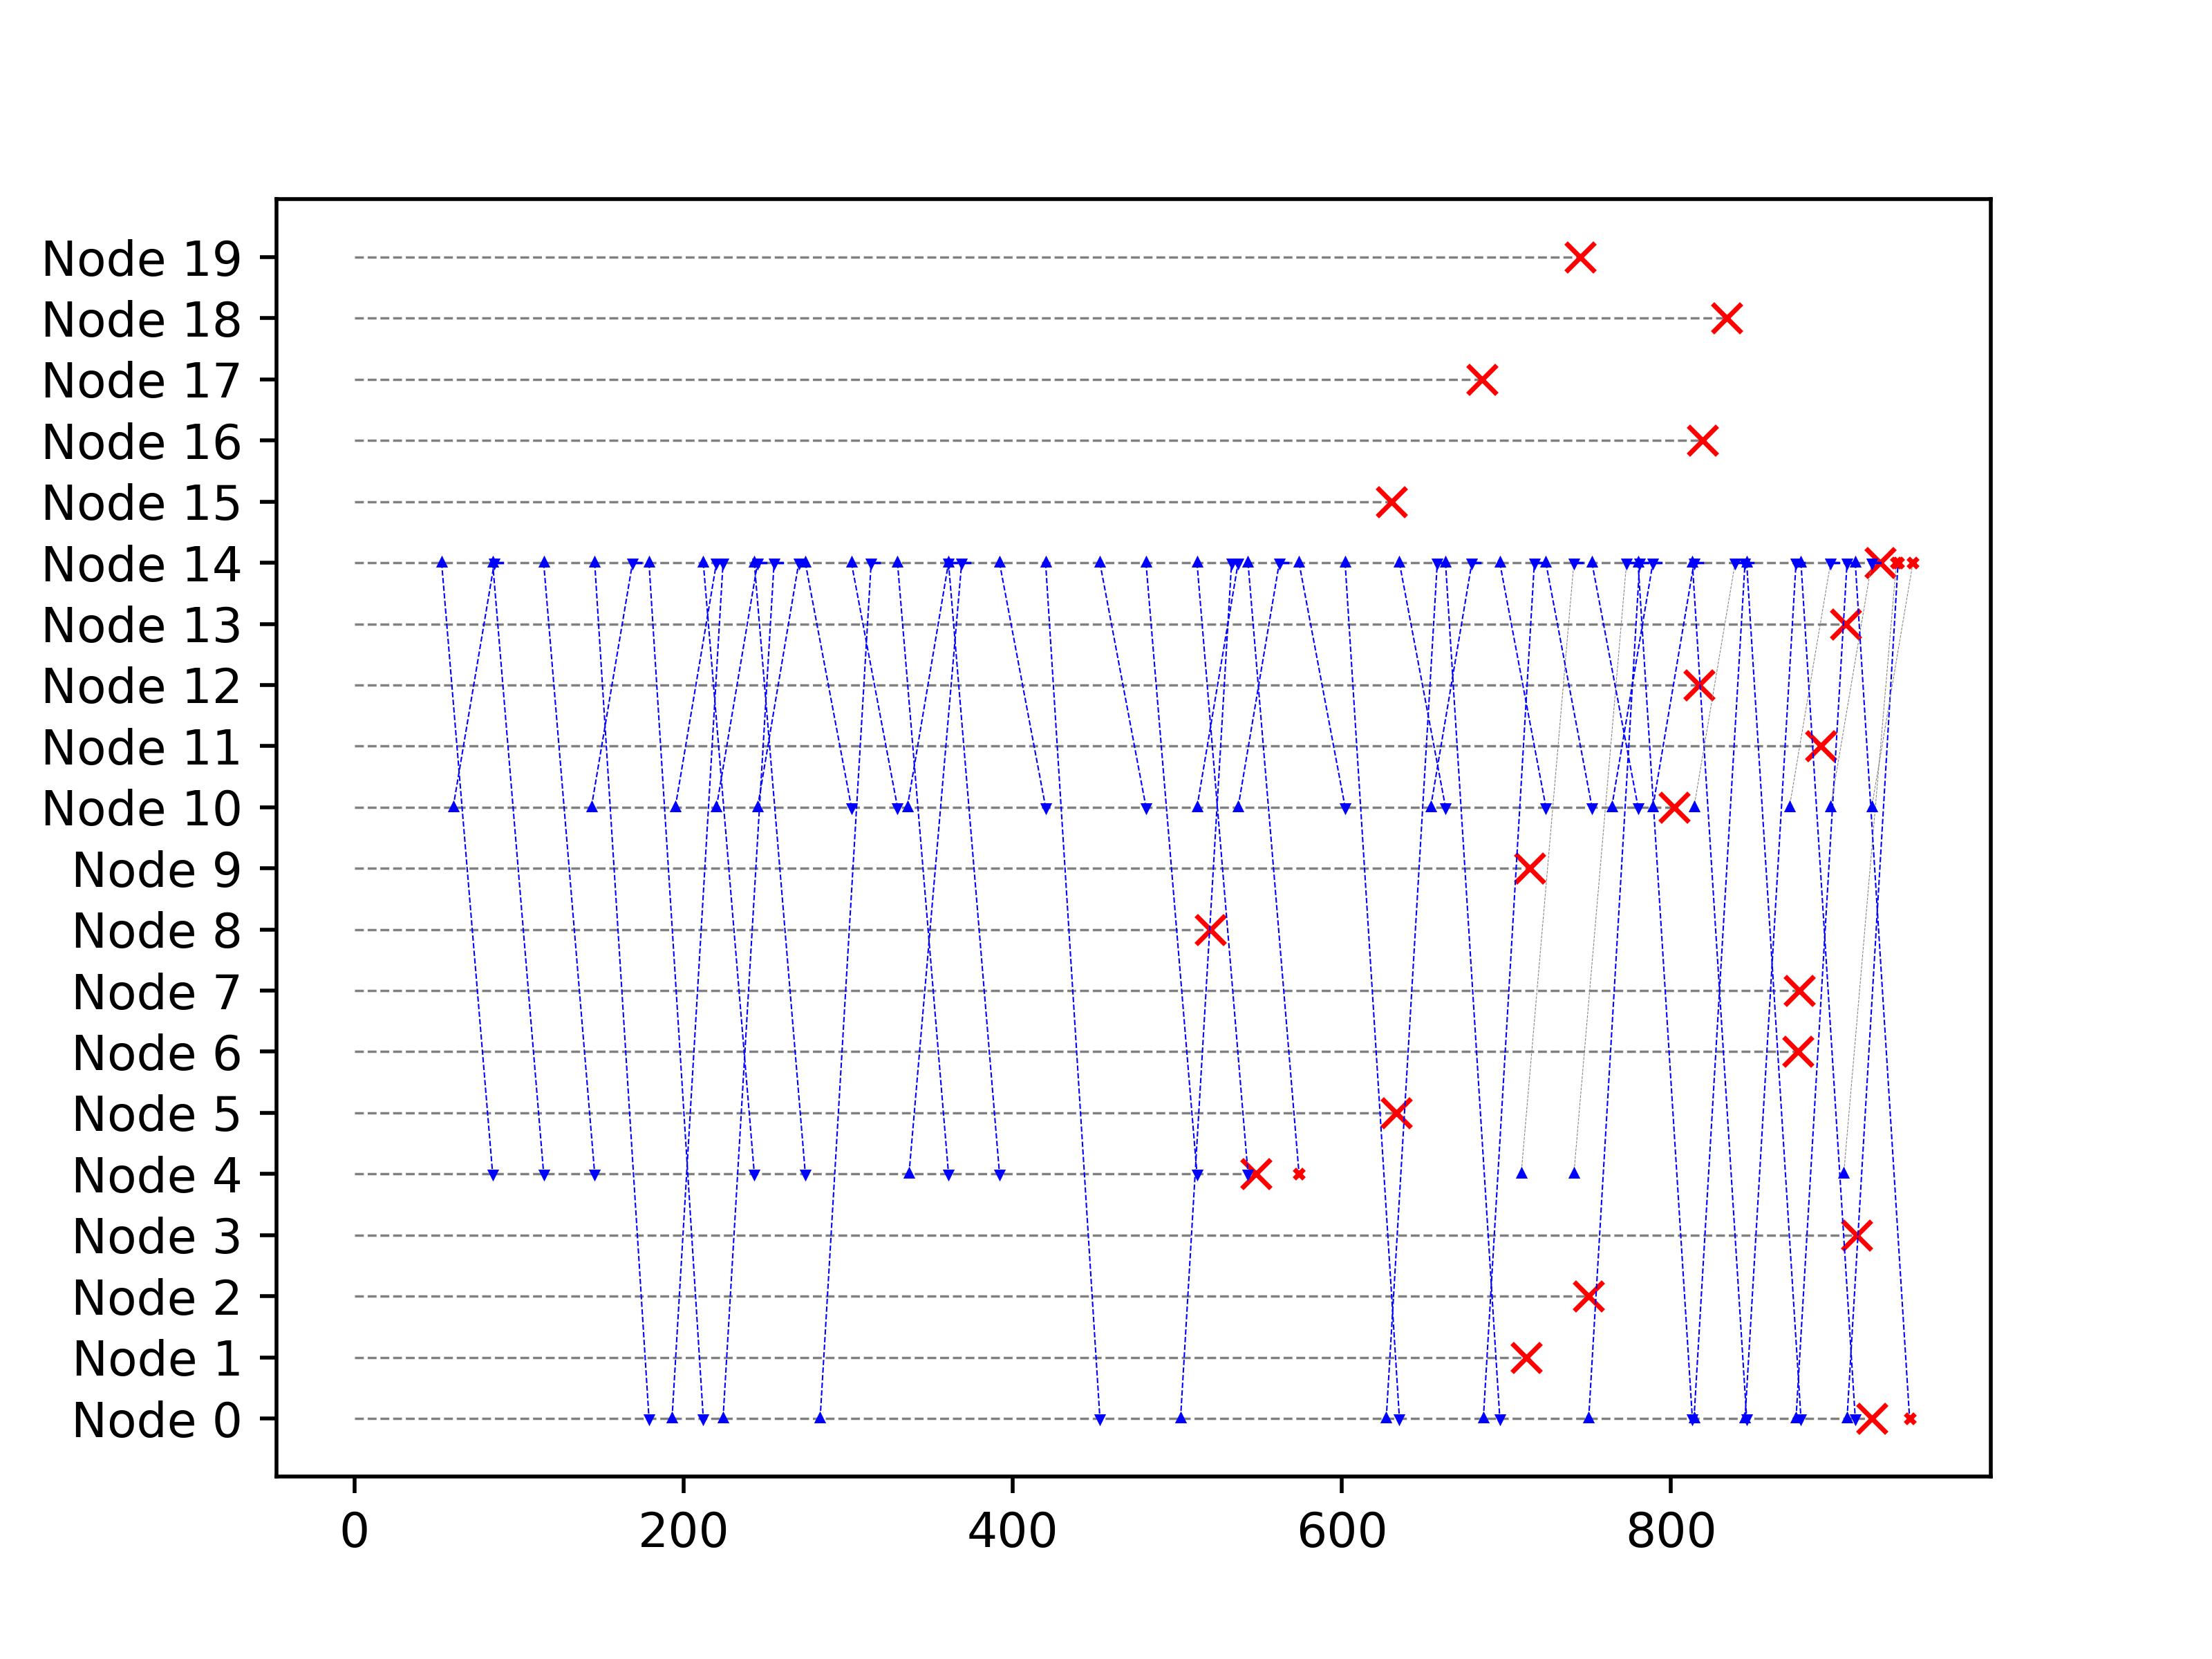 Node 19
Node 18
Node 17
Node 16
Node 15
Node 14
Node 13
Node 12
Node 11
Node 10
Node 9
Node 8
Node 7
Node 6
Node 5
Node 4
Node 3
Node 2
Node 1
Node 0
0 200 400 600 800